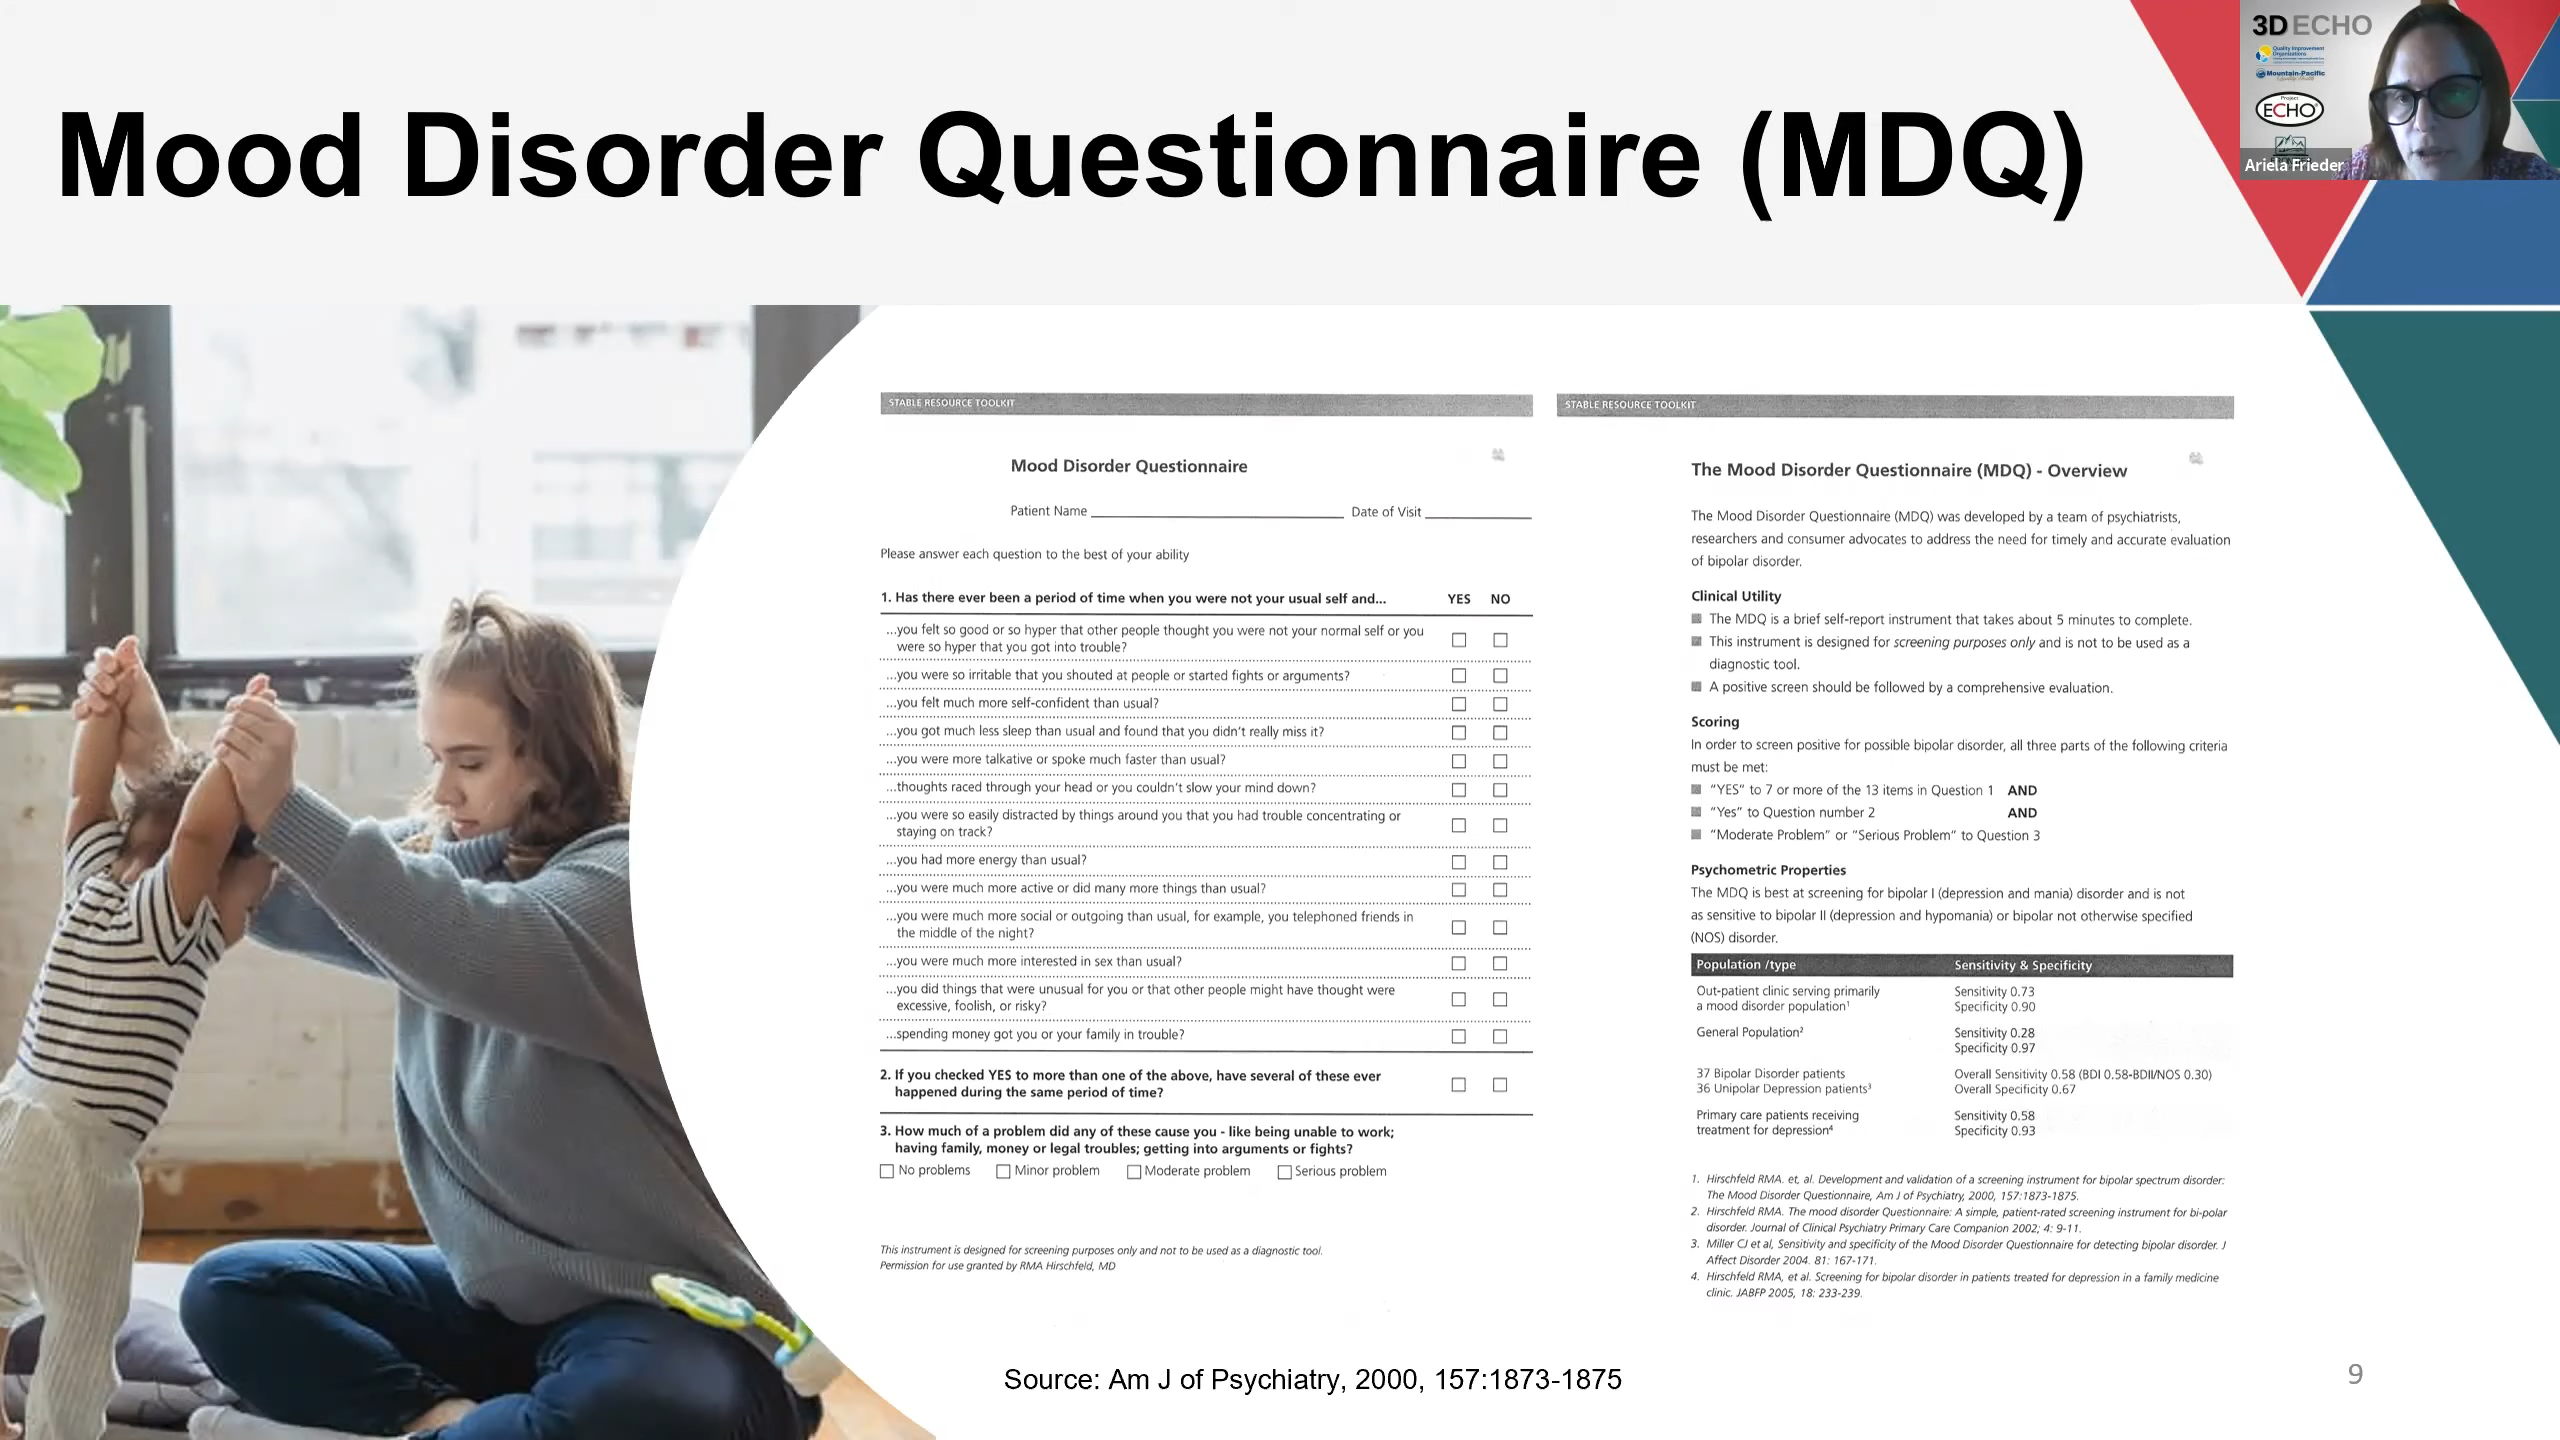 Mood Disorder Questionnaire (MDQ)
3D ECHO
Quality Improvement
Organizations
Mountain-Pacific
Project
ECHO
Ariela Frieder
STABLE RESOURCE TOOLKIT
Mood Disorder Questionnaire
Patient Name
Date of Visit
Please answer each question to the best of your ability
1. Has there ever been a period of time when you were not your usual self and... YES NO
...you felt so good or so hyper that other people thought you were not your normal self or you
were so hyper that you got into trouble?
...you were so irritable that you shouted at people or started fights or arguments?
...you felt much more self-confident than usual?
...you got much less sleep than usual and found that you didn't really miss it?
...you were more talkative or spoke much faster than usual?
...thoughts raced through your head or you couldn't slow your mind down?
...you were so easily distracted by things around you that you had trouble concentrating or
staying on track?
...you had more energy than usual?
...you were much more active or did many more things than usual?
...you were much more social or outgoing than usual, for example, you telephoned friends in
the middle of the night?
...you were much more interested in sex than usual?
...you did things that were unusual for you or that other people might have thought were
excessive, foolish, or risky?
...spending money got you or your family in trouble?
2. If you checked YES to more than one of the above, have several of these ever
happened during the same period of time?
3. How much of a problem did any of these cause you - like being unable to work;
having family, money or legal troubles; getting into arguments or fights?
No problems Minor problem Moderate problem Serious problem
This instrument is designed for screening purposes only and not to be used as a diagnostic tool.
Permission for use granted by RMA Hirschfeld, MD
STABLE RESOURCE TOOLKIT
The Mood Disorder Questionnaire (MDQ) - Overview
The Mood Disorder Questionnaire (MDQ) was developed by a team of psychiatrists,
researchers and consumer advocates to address the need for timely and accurate evaluation
of bipolar disorder.
Clinical Utility
The MDQ is a brief self-report instrument that takes about 5 minutes to complete.
This instrument is designed for screening purposes only and is not to be used as a
diagnostic tool.
A positive screen should be followed by a comprehensive evaluation.
Scoring
In order to screen positive for possible bipolar disorder, all three parts of the following criteria
must be met:
"YES" to 7 or more of the 13 items in Question 1 AND
"Yes" to Question number 2 AND
"Moderate Problem" or "Serious Problem" to Question 3
Psychometric Properties
The MDQ is best at screening for bipolar I (depression and mania) disorder and is not
as sensitive to bipolar II (depression and hypomania) or bipolar not otherwise specified
(NOS) disorder.
Population /type Sensitivity & Specificity
Out-patient clinic serving primarily Sensitivity 0.73
a mood disorder population¹ Specificity 0.90
General Population² Sensitivity 0.28
Specificity 0.97
37 Bipolar Disorder patients Overall Sensitivity 0.58 (BDI 0.58-BDII/NOS 0.30)
36 Unipolar Depression patients³ Overall Specificity 0.67
Primary care patients receiving Sensitivity 0.58
treatment for depression⁴ Specificity 0.93
1. Hirschfeld RMA. et, al. Development and validation of a screening instrument for bipolar spectrum disorder:
The Mood Disorder Questionnaire, Am J of Psychiatry, 2000, 157:1873-1875.
2. Hirschfeld RMA. The mood disorder Questionnaire: A simple, patient-rated screening instrument for bi-polar
disorder. Journal of Clinical Psychiatry Primary Care Companion 2002; 4: 9-11.
3. Miller CJ et al, Sensitivity and specificity of the Mood Disorder Questionnaire for detecting bipolar disorder. J
Affect Disorder 2004. 81: 167-171.
4. Hirschfeld RMA, et al. Screening for bipolar disorder in patients treated for depression in a family medicine
clinic. JABFP 2005, 18: 233-239.
Source: Am J of Psychiatry, 2000, 157:1873-1875
9